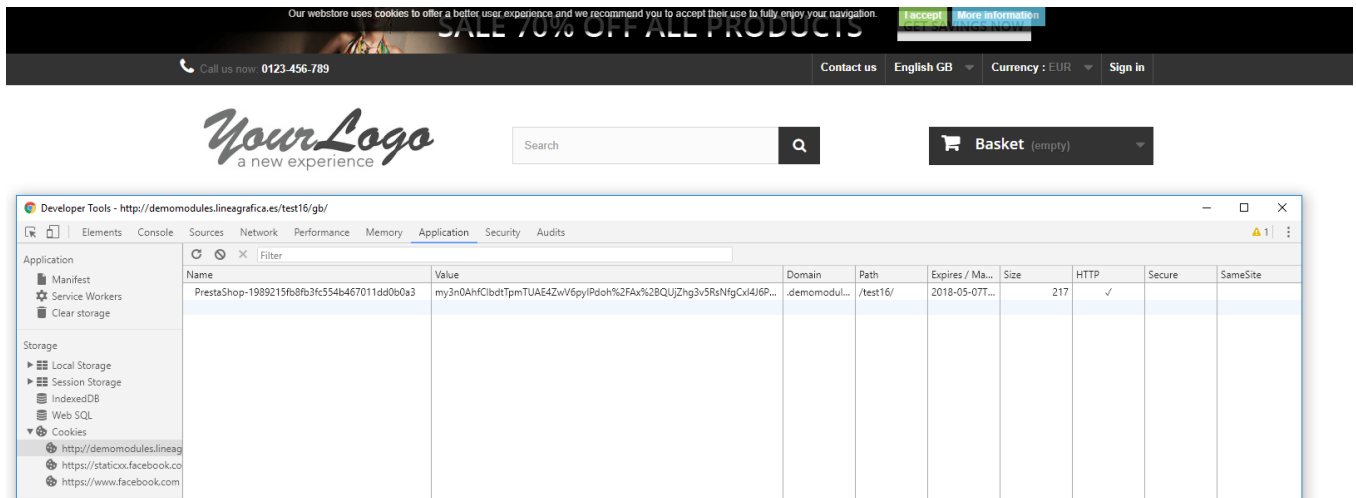 Our webstore uses cookies to offer a better user experience and we recommend you to accept their use to fully enjoy your navigation. I accept More information
SALE 70% OFF ALL PRODUCTS GET SAVINGS NOW
Call us now: 0123-456-789 Contact us English GB Currency : EUR Sign in
YourLogo
a new experience
Search
Basket (empty)
Developer Tools - http://demomodules.lineagrafica.es/test16/gb/
Elements Console Sources Network Performance Memory Application Security Audits 1
Application
Filter
Manifest
Service Workers
Clear storage
Storage
Local Storage
Session Storage
IndexedDB
Web SQL
Cookies
http://demomodules.lineag
https://staticxx.facebook.co
https://www.facebook.com
Name Value Domain Path Expires / Ma... Size HTTP Secure SameSite
PrestaShop-1989215fb8fb3fc554b467011dd0b0a3 .demomodul... /test16/ 2018-05-07T... 217 ✓